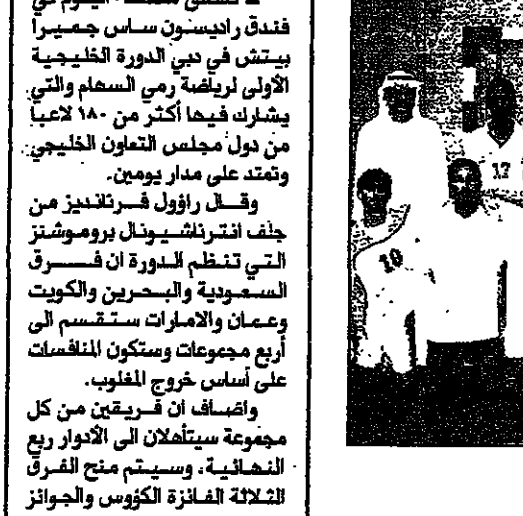 اليوم في
فندق راديسون ساس جميرا
بيتش في دبي الدورة الخليجية
الأولى لرياضة رمي السهام والتي
يشارك فيها أكثر من ١٨٠ لاعباً
من دول مجلس التعاون الخليجي
وتمتد على مدار يومين.
وقال راؤول فرنانديز من
جلف انترناشيونال بروموشنز
التي تنظم الدورة ان فرق
السعودية والبحرين والكويت
وعمان والامارات ستقسم الى
أربع مجموعات وستكون المنافسات
على أساس خروج المغلوب.
واضاف ان فريقين من كل
مجموعة سيتأهلان الى الأدوار ربع
النهائية، وسيتم منح الفرق
الثلاثة الفائزة الكؤوس والجوائز
17
10